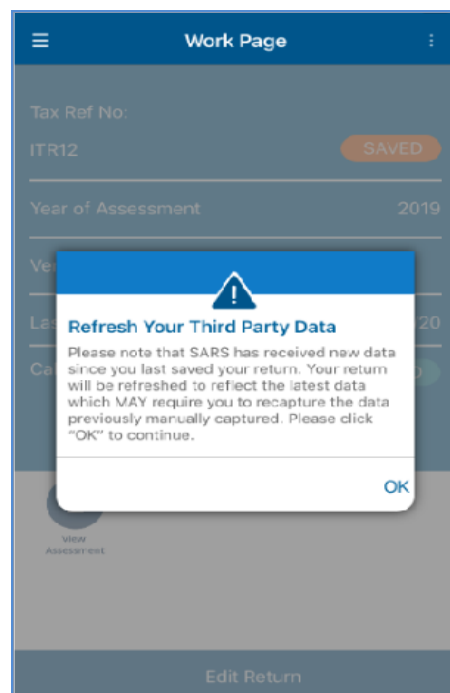 Work Page
Tax Ref No:
ITR12 SAVED
Year of Assessment 2019
Ve
Las 20
Refresh Your Third Party Data
Please note that SARS has received new data
since you last saved your return. Your return
will be refreshed to reflect the latest data
which MAY require you to recapture the data
previously manually captured. Please click
"OK" to continue.
OK
View
Assessment
Edit Return